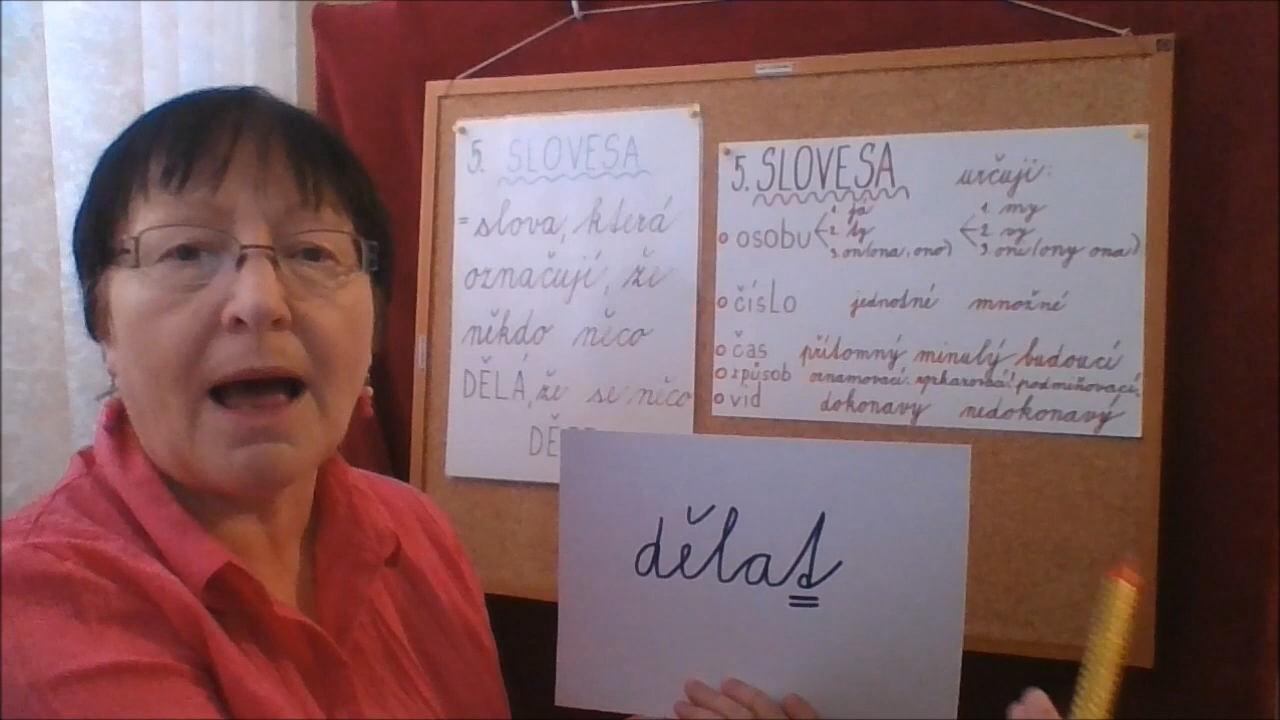 5. SLOVESA
= slova, která
označují, že
někdo něco
DĚLÁ, že se něco
DĚ
5. SLOVESA určují:
1 já
2 ty
3 on (ona, ono)
osobu
1 my
2 vy
3 oni (ony ona)
číslo jednotné množné
čas přítomný minulý budoucí
způsob oznamovací podmiňovací
vid dokonavy nedokonavý
dělat